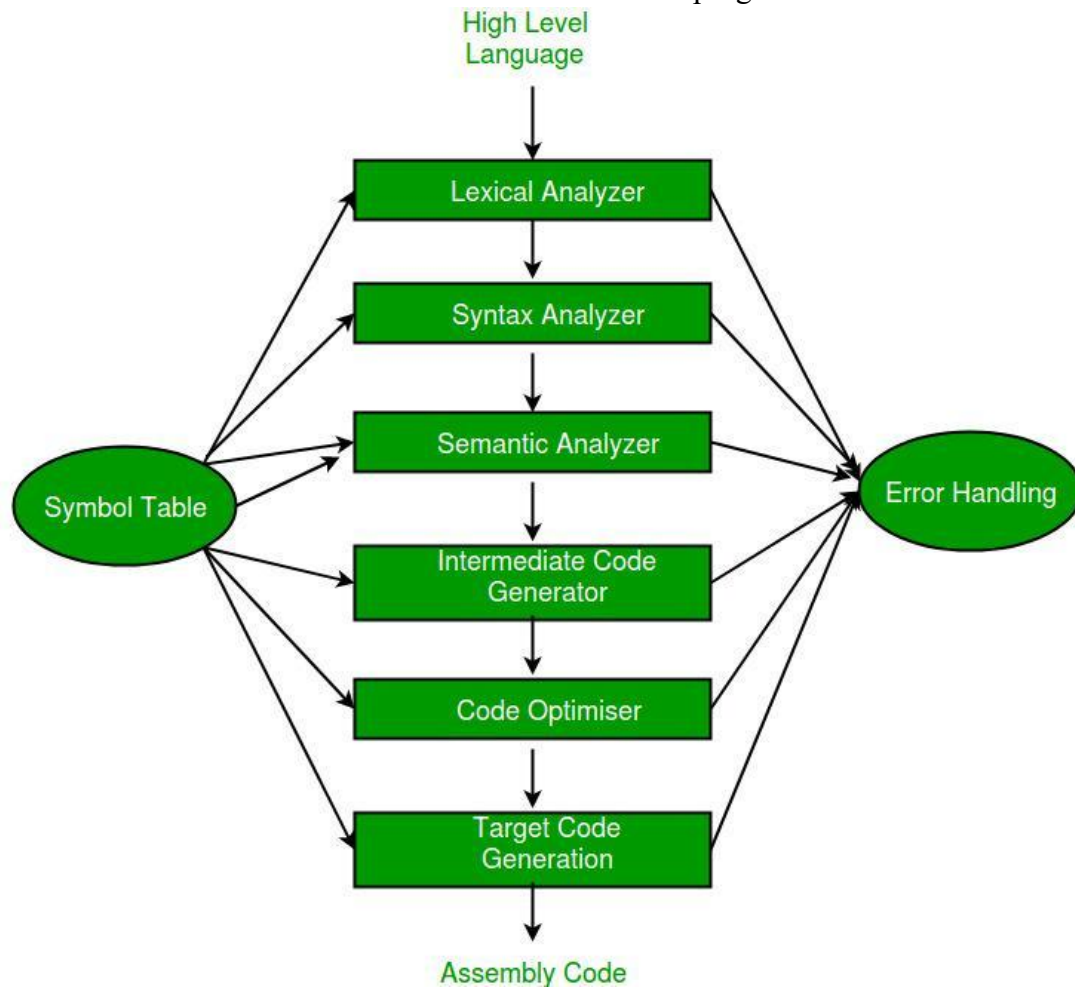 High Level
Language
Lexical Analyzer
Syntax Analyzer
Semantic Analyzer
Symbol Table
Error Handling
Intermediate Code
Generator
Code Optimiser
Target Code
Generation
Assembly Code